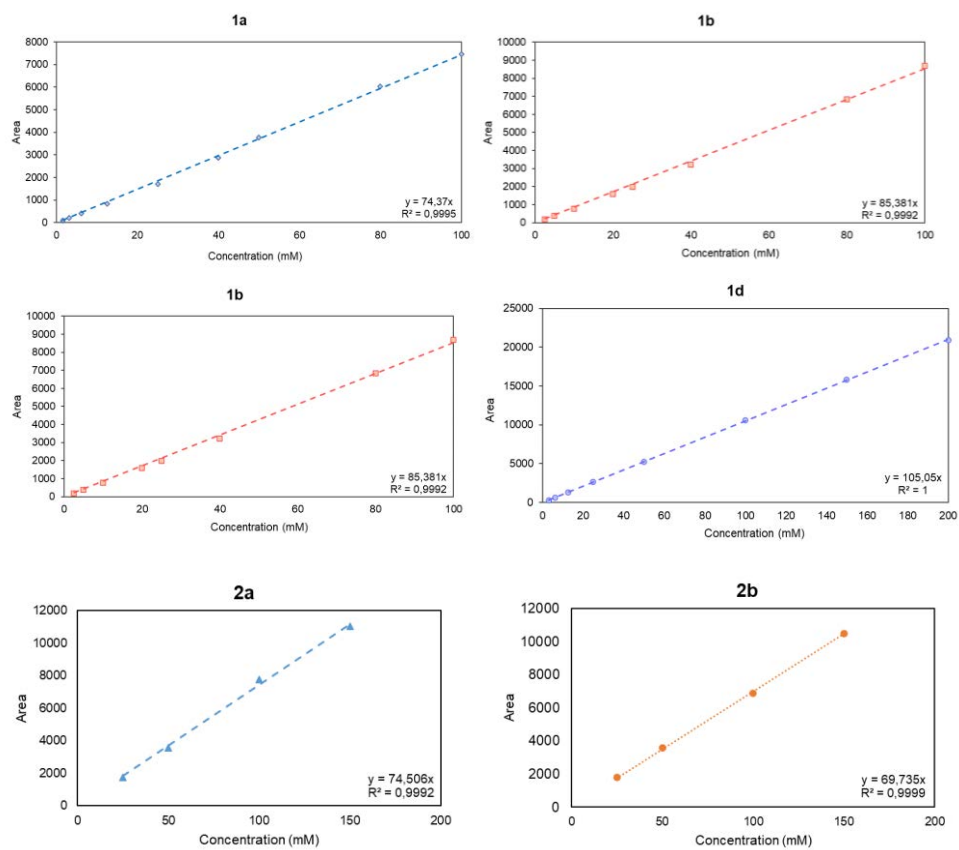 1a
8000
7000
6000
5000
4000
3000
2000
1000
0
Area
y = 74,37x
R² = 0,9995
0 20 40 60 80 100
Concentration (mM)
1b
10000
9000
8000
7000
6000
5000
4000
3000
2000
1000
0
Area
y = 85,381x
R² = 0,9992
0 20 40 60 80 100
Concentration (mM)
1b
10000
9000
8000
7000
6000
5000
4000
3000
2000
1000
0
Area
y = 85,381x
R² = 0,9992
0 20 40 60 80 100
Concentration (mM)
1d
25000
20000
15000
10000
5000
0
Area
y = 105,05x
R² = 1
0 20 40 60 80 100 120 140 160 180 200
Concentration (mM)
2a
12000
10000
8000
6000
4000
2000
0
Area
y = 74,506x
R² = 0,9992
0 50 100 150 200
Concentration (mM)
2b
12000
10000
8000
6000
4000
2000
0
Area
y = 69,735x
R² = 0,9999
0 50 100 150 200
Concentration (mM)